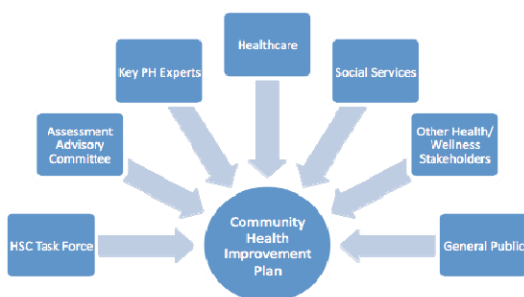 Healthcare
Key PH Experts
Social Services
Assessment
Advisory
Committee
Other Health/
Wellness
Stakeholders
HSC Task Force
Community
Health
Improvement
Plan
General Public